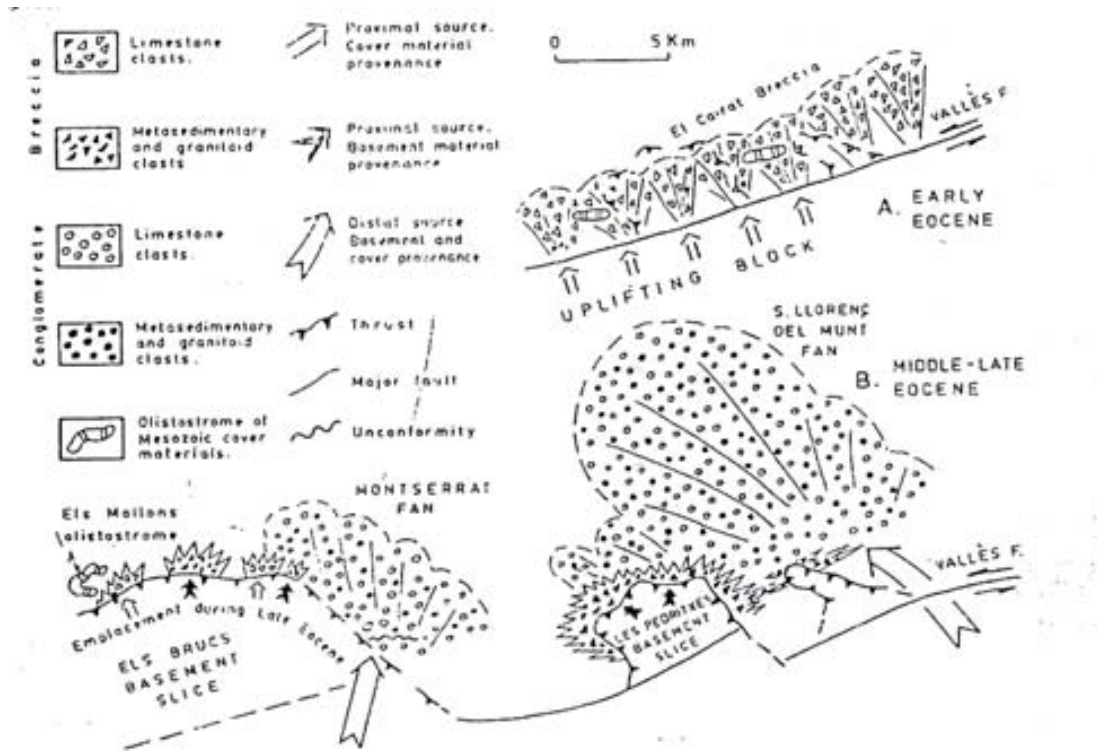 Breccia
Limestone
clasts.
Metasedimentary
and granitoid
clasts
Conglomerate
Limestone
clasts.
Metasedimentary
and granitoid
clasts.
Olistostrome of
Mesozoic cover
materials.
Proximal source.
Cover material
provenance
Proximal source.
Basement material
provenance
Distal source
Basement and
cover provenance
Thrust
Major fault
Unconformity
0 5 Km
El Cairat Breccia
VALLÈS F.
A. EARLY
EOCENE
UPLIFTING BLOCK
S. LLORENÇ
DEL MUNT
FAN
B. MIDDLE-LATE
EOCENE
MONTSERRAT
FAN
Els Mollons
olistostrome
Emplacement during Late Eocene
ELS BRUCS
BASEMENT
SLICE
LES PEDRITXES
BASEMENT
SLICE
VALLÈS F.